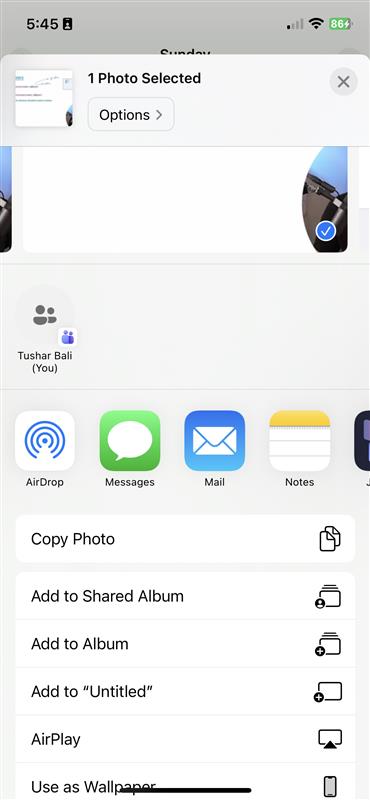 5:45
86
Sunday
1 Photo Selected
Options
Tushar Bali
(You)
AirDrop
Messages
Mail
Notes
J
Copy Photo
Add to Shared Album
Add to Album
Add to “Untitled”
AirPlay
Use as Wallpaper